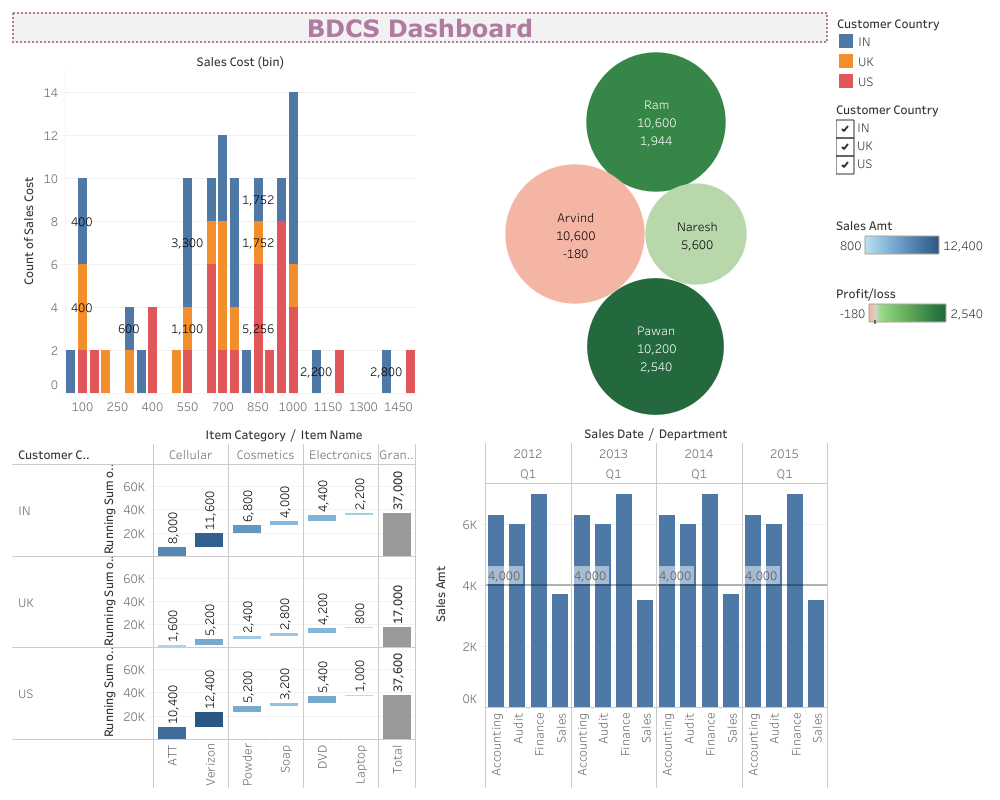 BDCS Dashboard
Sales Cost (bin)
Count of Sales Cost
14
12
10
8
6
4
2
0
400
400
600
3,300
1,100
1,752
1,752
5,256
2,200
2,800
100 250 400 550 700 850 1000 1150 1300 1450
Ram
10,600
1,944
Arvind
10,600
-180
Naresh
5,600
Pawan
10,200
2,540
Customer Country
IN
UK
US
Customer Country
IN
UK
US
Sales Amt
800 12,400
Profit/loss
-180 2,540
Item Category / Item Name
Customer C.. Cellular Cosmetics Electronics Gran..
IN
Running Sum o..
60K
40K
20K
8,000 11,600 6,800 4,000 4,400 2,200 37,000
UK
Running Sum o..
60K
40K
20K
1,600 5,200 2,400 2,800 4,200 800 17,000
US
Running Sum o..
60K
40K
20K
10,400 12,400 5,200 3,200 5,400 1,000 37,600
ATT Verizon Powder Soap DVD Laptop Total
Sales Date / Department
2012 2013 2014 2015
Q1 Q1 Q1 Q1
Sales Amt
6K
4K
2K
0K
4,000 4,000 4,000 4,000
Accounting Audit Finance Sales Accounting Audit Finance Sales Accounting Audit Finance Sales Accounting Audit Finance Sales